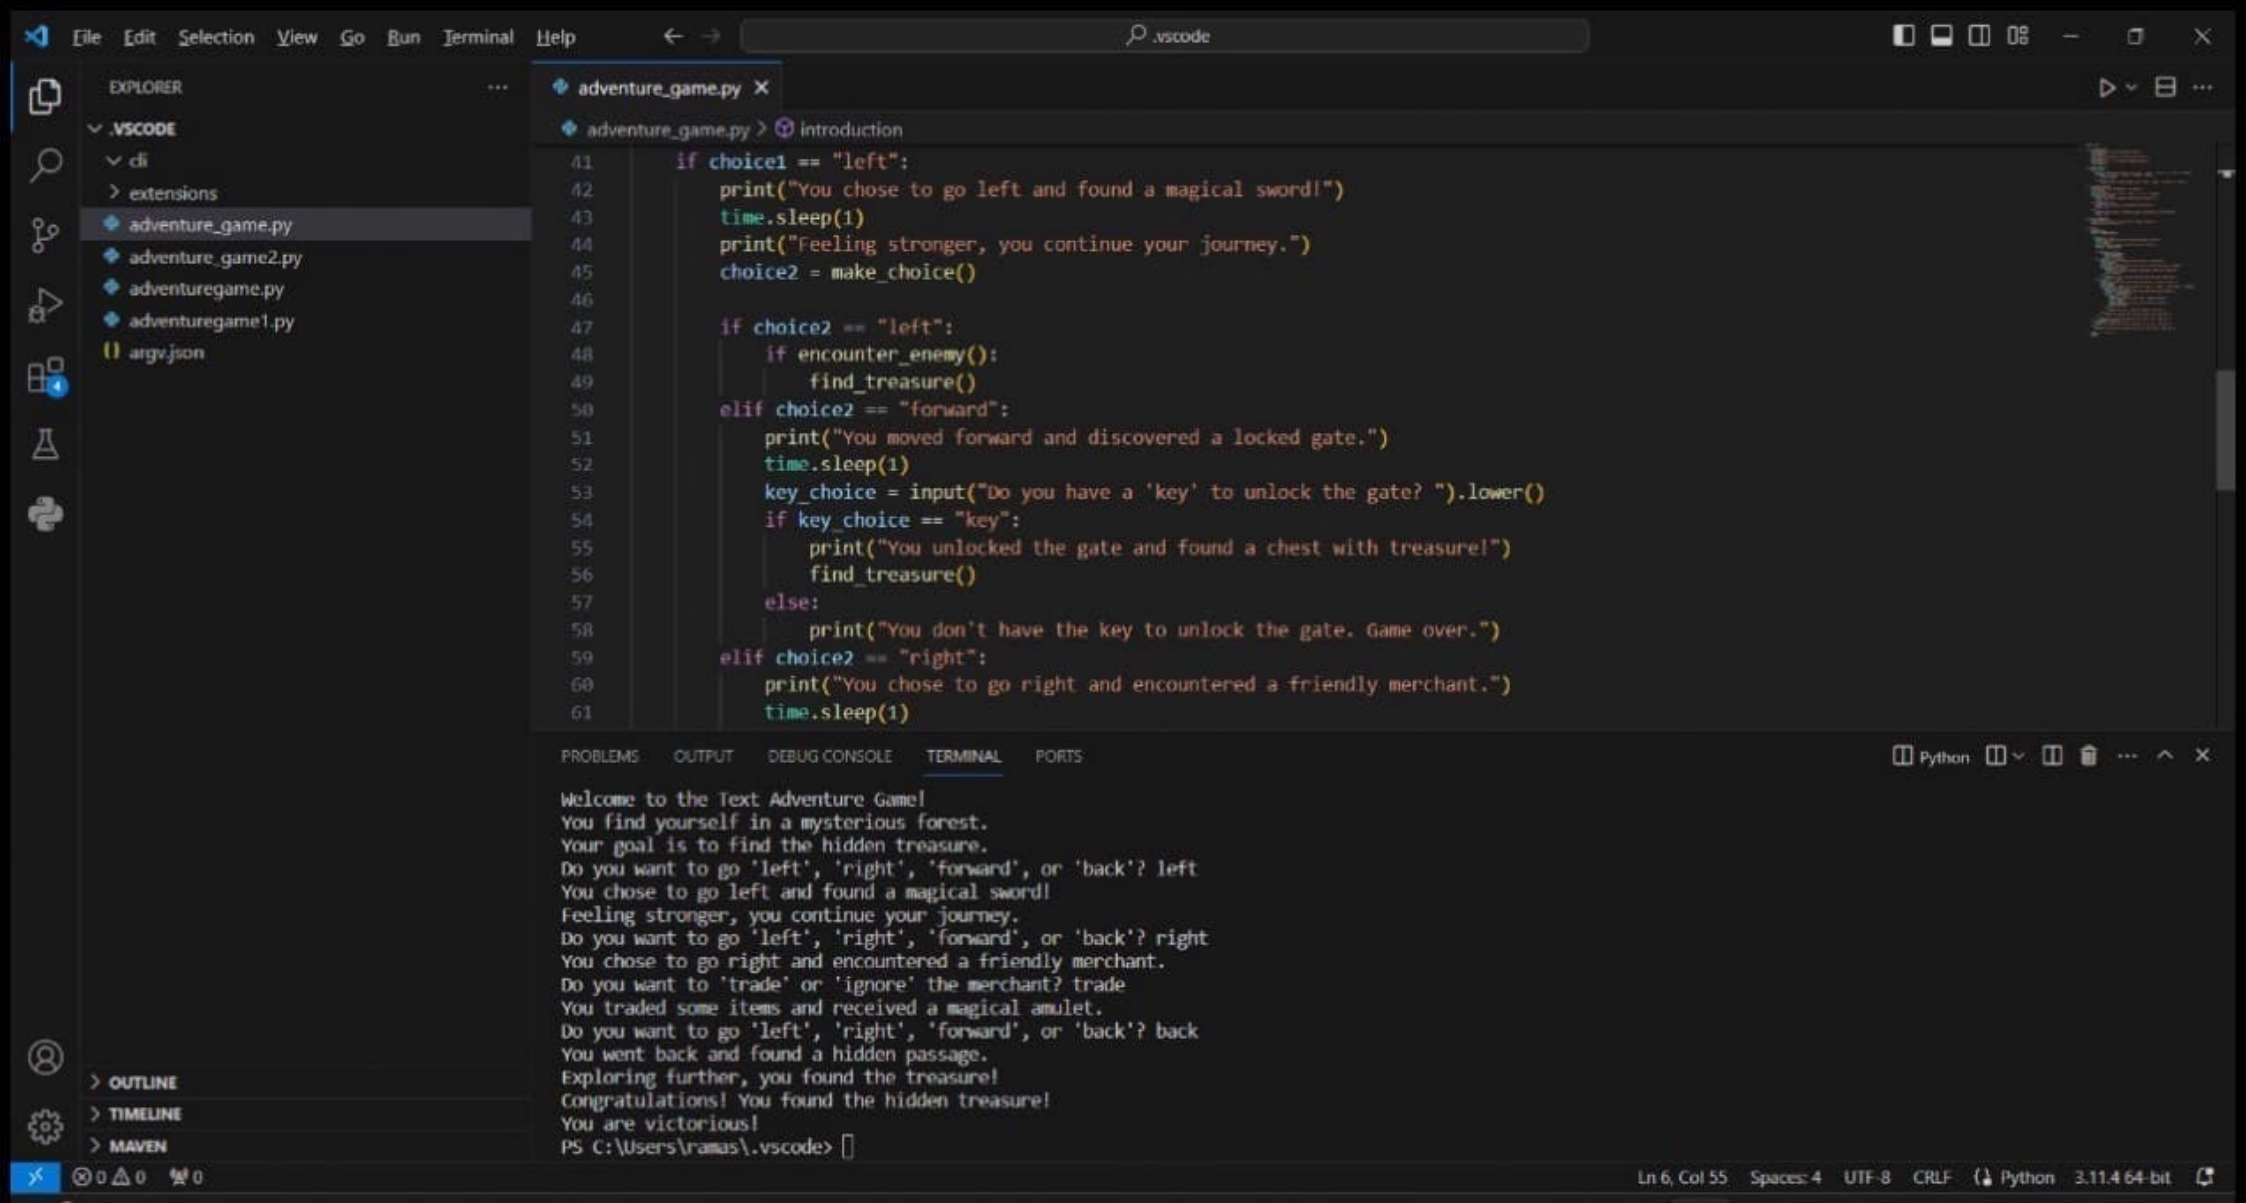 File Edit Selection View Go Run Terminal Help .vscode
EXPLORER
.VSCODE
cli
extensions
adventure_game.py
adventure_game2.py
adventuregame.py
adventuregame1.py
argv.json
OUTLINE
TIMELINE
MAVEN
adventure_game.py
adventure_game.py > introduction
41 if choice1 == "left":
42 print("You chose to go left and found a magical sword!")
43 time.sleep(1)
44 print("Feeling stronger, you continue your journey.")
45 choice2 = make_choice()
46
47 if choice2 == "left":
48 if encounter_enemy():
49 find_treasure()
50 elif choice2 == "forward":
51 print("You moved forward and discovered a locked gate.")
52 time.sleep(1)
53 key_choice = input("Do you have a 'key' to unlock the gate? ").lower()
54 if key_choice == "key":
55 print("You unlocked the gate and found a chest with treasure!")
56 find_treasure()
57 else:
58 print("You don't have the key to unlock the gate. Game over.")
59 elif choice2 == "right":
60 print("You chose to go right and encountered a friendly merchant.")
61 time.sleep(1)
PROBLEMS OUTPUT DEBUG CONSOLE TERMINAL PORTS Python
Welcome to the Text Adventure Game!
You find yourself in a mysterious forest.
Your goal is to find the hidden treasure.
Do you want to go 'left', 'right', 'forward', or 'back'? left
You chose to go left and found a magical sword!
Feeling stronger, you continue your journey.
Do you want to go 'left', 'right', 'forward', or 'back'? right
You chose to go right and encountered a friendly merchant.
Do you want to 'trade' or 'ignore' the merchant? trade
You traded some items and received a magical amulet.
Do you want to go 'left', 'right', 'forward', or 'back'? back
You went back and found a hidden passage.
Exploring further, you found the treasure!
Congratulations! You found the hidden treasure!
You are victorious!
PS C:\Users\ramas\.vscode>
0 0 0 Ln 6, Col 55 Spaces: 4 UTF-8 CRLF Python 3.11.4 64-bit
4